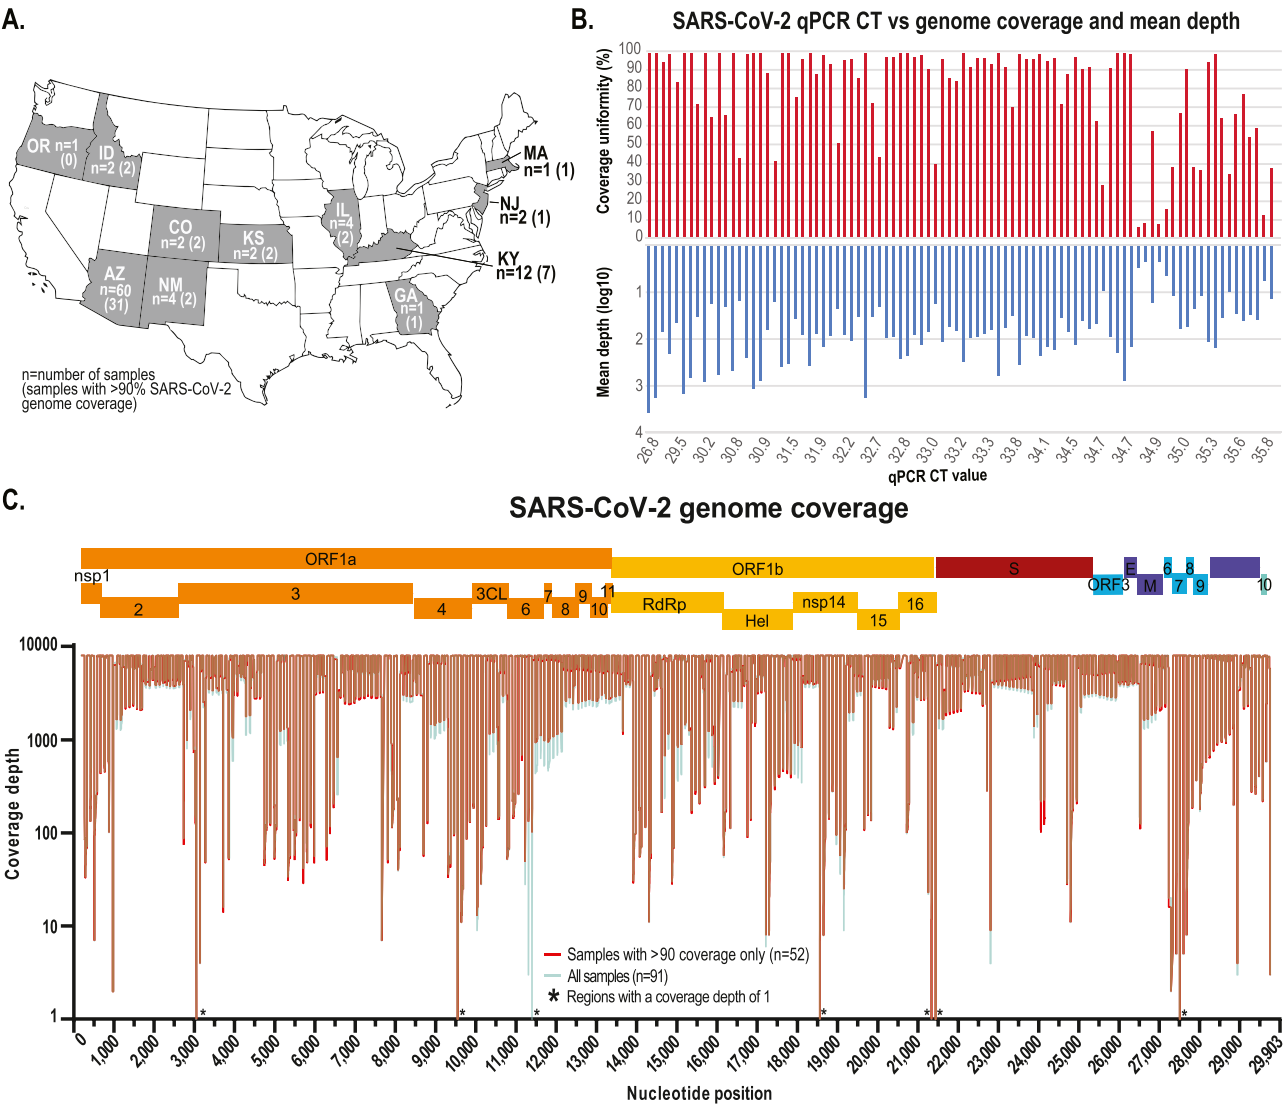 A.
OR n=1
(0)
ID
n=2 (2)
CO
n=2 (2)
KS
n=2 (2)
AZ
n=60
(31)
NM
n=4 (2)
IL
n=4
(2)
GA
n=1
(1)
MA
n=1 (1)
NJ
n=2 (1)
KY
n=12 (7)
n=number of samples
(samples with >90% SARS-CoV-2
genome coverage)
B.
SARS-CoV-2 qPCR CT vs genome coverage and mean depth
Coverage uniformity (%)
100
90
80
70
60
50
40
30
20
10
0
Mean depth (log10)
1
2
3
4
26.8 29.5 30.2 30.8 30.9 31.5 31.9 32.2 32.7 32.8 33.0 33.2 33.3 33.8 34.1 34.5 34.7 34.7 34.9 35.0 35.3 35.6 35.8
qPCR CT value
C.
SARS-CoV-2 genome coverage
ORF1a
ORF1b
S
E
6
8
nsp1
ORF3
M
7
9
10
2
3
4
3CL
6
7
8
9
10
11
RdRp
Hel
nsp14
15
16
Coverage depth
10000
1000
100
10
1
Samples with >90 coverage only (n=52)
All samples (n=91)
* Regions with a coverage depth of 1
* * * * * * *
0 1,000 2,000 3,000 4,000 5,000 6,000 7,000 8,000 9,000 10,000 11,000 12,000 13,000 14,000 15,000 16,000 17,000 18,000 19,000 20,000 21,000 22,000 23,000 24,000 25,000 26,000 27,000 28,000 29,000 29,903
Nucleotide position